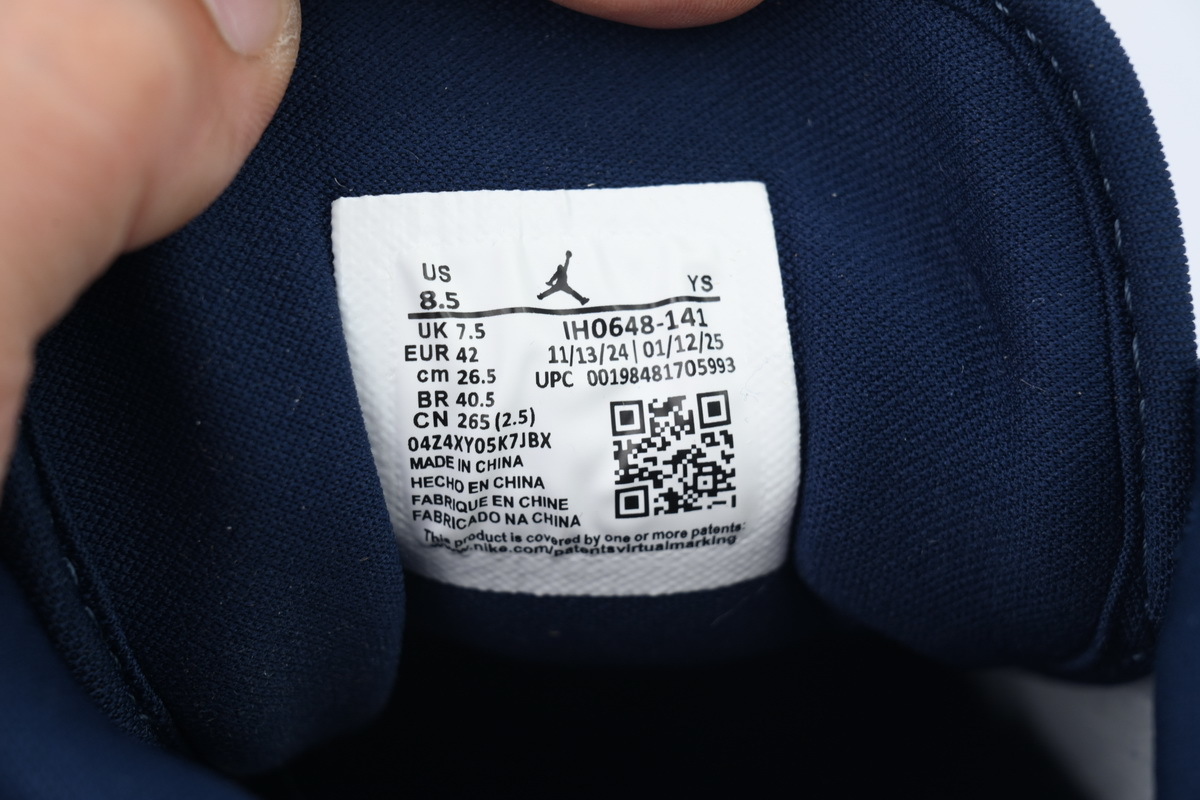 US
8.5
YS
UK 7.5
EUR 42
cm 26.5
BR 40.5
CN 265 (2.5)
IH0648-141
11/13/24 | 01/12/25
UPC 00198481705993
04Z4XY05K7JBX
MADE IN CHINA
HECHO EN CHINA
FABRIQUE EN CHINE
FABRICADO NA CHINA
This product is covered by one or more patents:
www.nike.com/patentsvirtualmarking